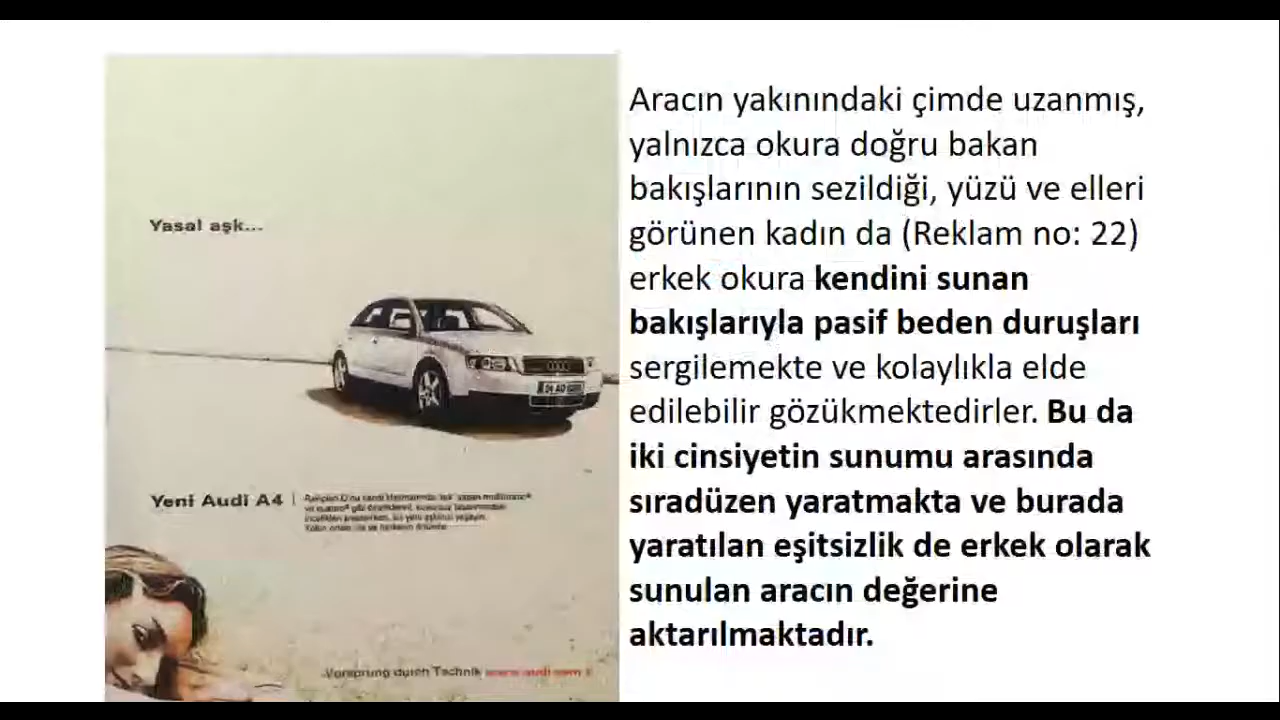 Yasal aşk...
Yeni Audi A4
Vorsprung durch Technik
Aracın yakınındaki çimde uzanmış,
yalnızca okura doğru bakan
bakışlarının sezildiği, yüzü ve elleri
görünen kadın da (Reklam no: 22)
erkek okura kendini sunan
bakışlarıyla pasif beden duruşları
sergilemekte ve kolaylıkla elde
edilebilir gözükmektedirler. Bu da
iki cinsiyetin sunumu arasında
sıradüzen yaratmakta ve burada
yaratılan eşitsizlik de erkek olarak
sunulan aracın değerine
aktarılmaktadır.